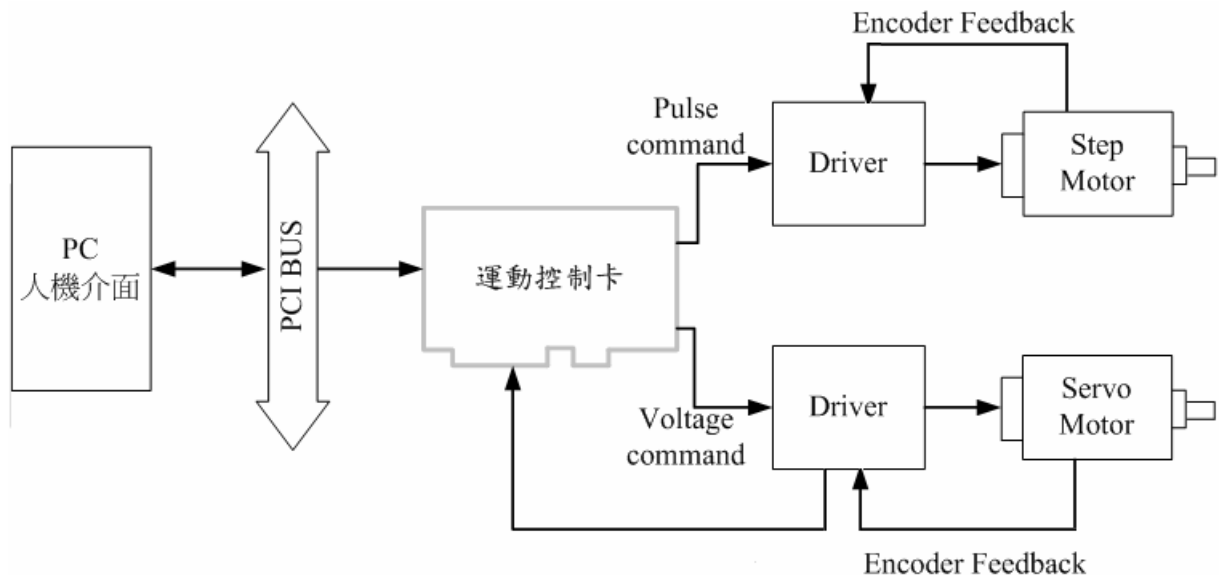 Encoder Feedback
Pulse
command
Driver
Step
Motor
PC
人機介面
PCI BUS
運動控制卡
Voltage
command
Driver
Servo
Motor
Encoder Feedback